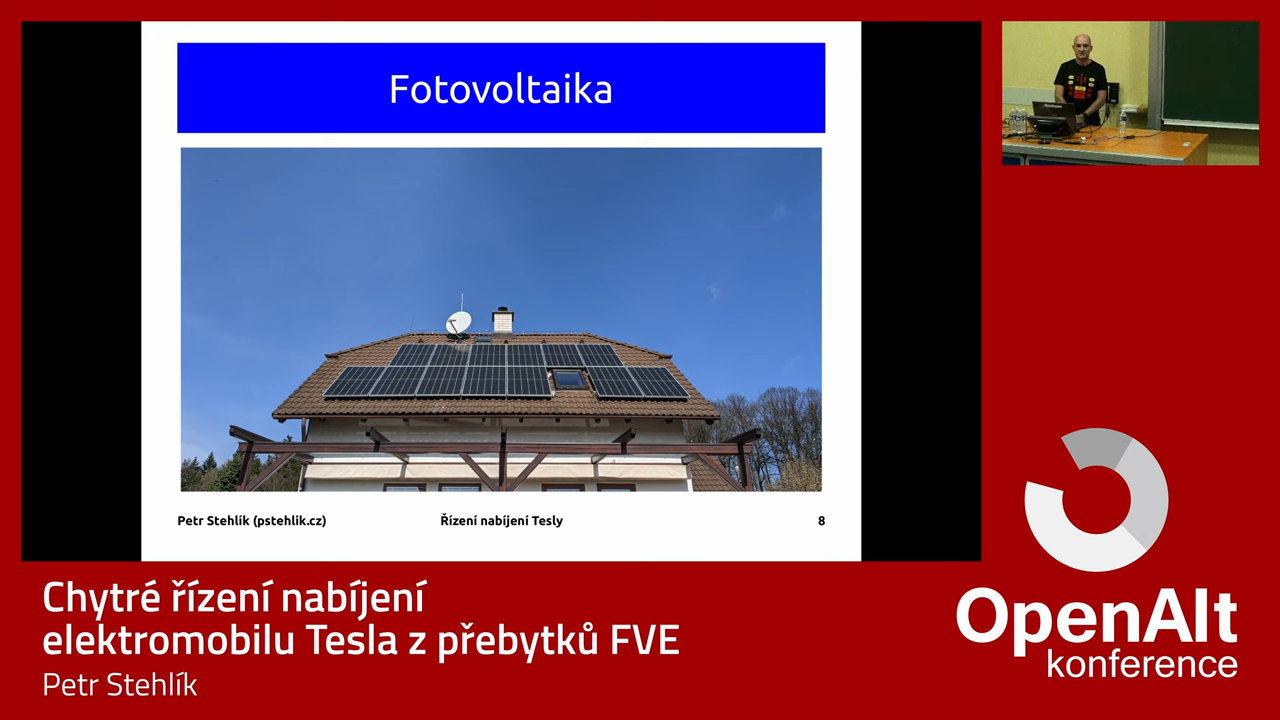 Fotovoltaika
Petr Stehlík (pstehlik.cz)
Řízení nabíjení Tesly
8
Chytré řízení nabíjení
elektromobilu Tesla z přebytků FVE
Petr Stehlík
OpenAlt
konference